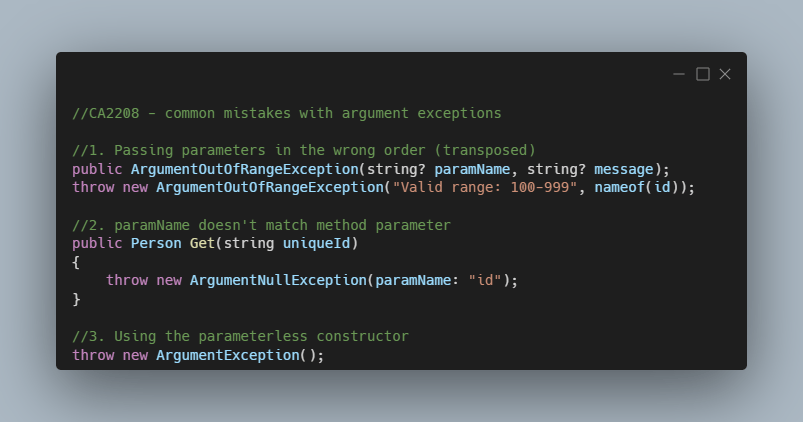 //CA2208 - common mistakes with argument exceptions
//1. Passing parameters in the wrong order (transposed)
public ArgumentOutOfRangeException(string? paramName, string? message);
throw new ArgumentOutOfRangeException("Valid range: 100-999", nameof(id));
//2. paramName doesn't match method parameter
public Person Get(string uniqueId)
{
    throw new ArgumentNullException(paramName: "id");
}
//3. Using the parameterless constructor
throw new ArgumentException();